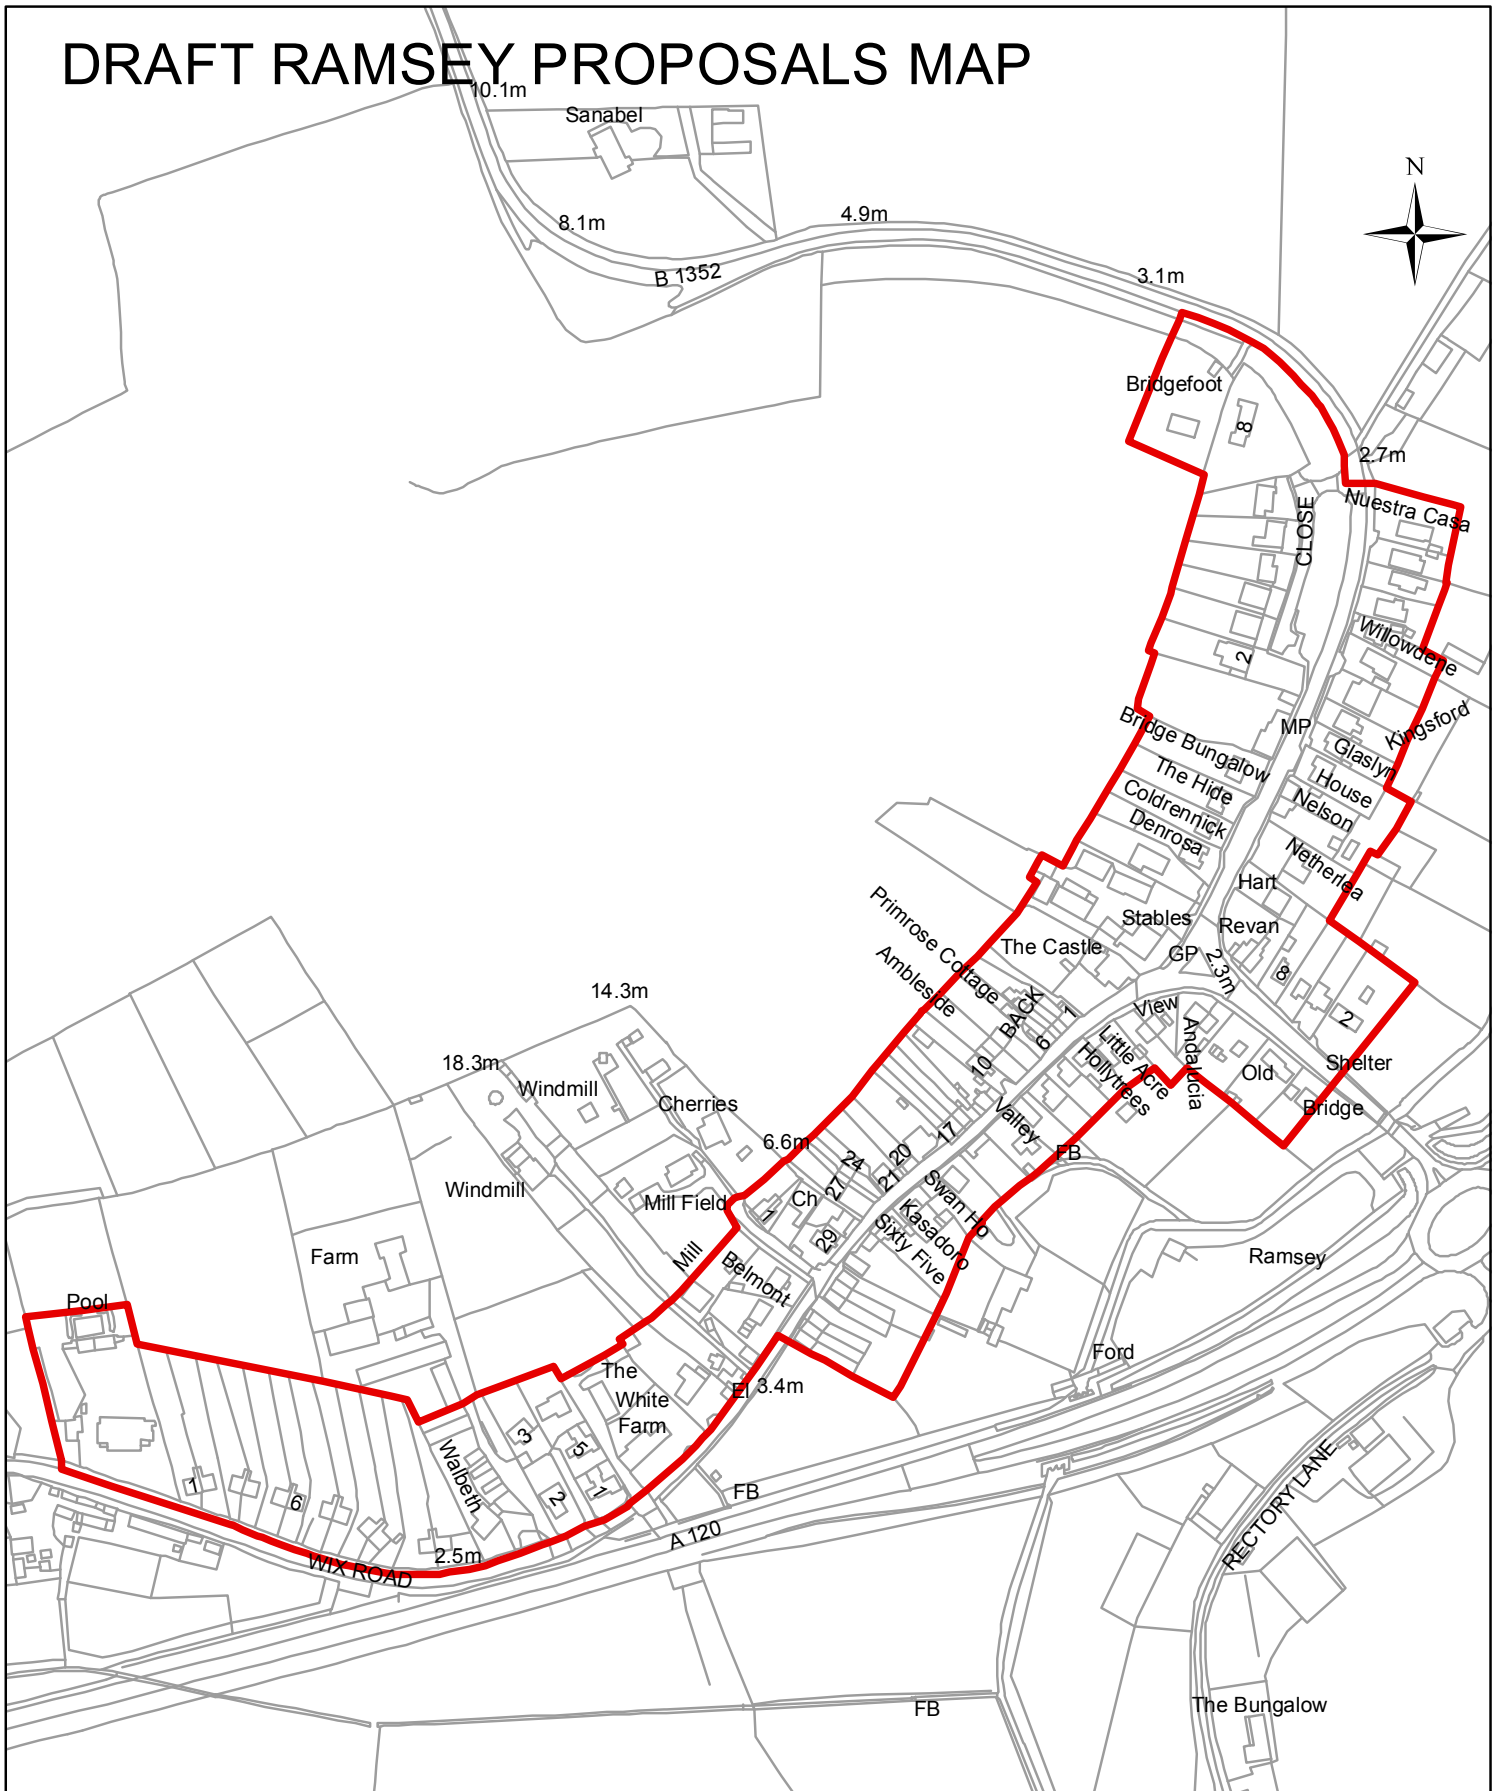 DRAFT RAMSEY PROPOSALS MAP
10.1m
Sanabel
N
8.1m
4.9m
B 1352
3.1m
Bridgefoot
8
2.7m
Nuestra Casa
CLOSE
Willowdene
2
Kingsford
MP
Bridge Bungalow
Glaslyn
The Hide
House
Coldrennick
Nelson
Denrosa
Netherlea
Hart
Primrose Cottage
Stables
Revan
The Castle
Ambleside
GP
2.3m
8
14.3m
BACK
1
View
2
6
Andalucia
Little Acre
18.3m
10
Hollytrees
Old
Shelter
Windmill
Cherries
Valley
Bridge
6.6m
17
FB
24
20
21
Windmill
Mill Field
27
Ch
1
Swan Ho
Kasadoro
Sixty Five
29
Farm
Mill
Belmont
Ramsey
Pool
Ford
The
El
3.4m
White
Farm
3
5
Walbeth
1
6
2
1
FB
RECTORY LANE
A 120
2.5m
WIX ROAD
The Bungalow
FB